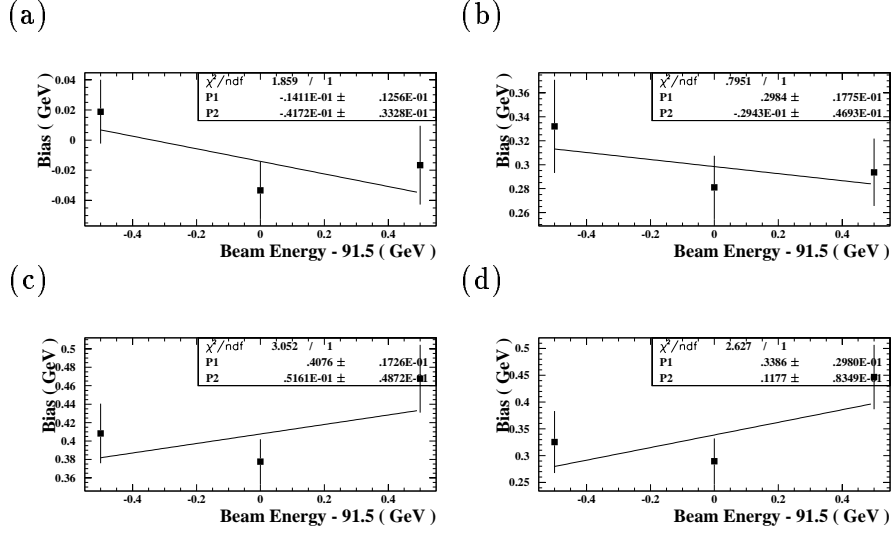 (a)
χ²/ndf 1.859 / 1
P1 -.1411E-01 ± .1256E-01
P2 -.4172E-01 ± .3328E-01
Bias ( GeV )
0.04
0.02
0
-0.02
-0.04
-0.4 -0.2 0 0.2 0.4
Beam Energy - 91.5 ( GeV )
(b)
χ²/ndf .7951 / 1
P1 .2984 ± .1775E-01
P2 -.2943E-01 ± .4693E-01
Bias ( GeV )
0.36
0.34
0.32
0.3
0.28
0.26
-0.4 -0.2 0 0.2 0.4
Beam Energy - 91.5 ( GeV )
(c)
χ²/ndf 3.052 / 1
P1 .4076 ± .1726E-01
P2 .5161E-01 ± .4872E-01
Bias ( GeV )
0.5
0.48
0.46
0.44
0.42
0.4
0.38
0.36
-0.4 -0.2 0 0.2 0.4
Beam Energy - 91.5 ( GeV )
(d)
χ²/ndf 2.627 / 1
P1 .3386 ± .2980E-01
P2 .1177 ± .8349E-01
Bias ( GeV )
0.5
0.45
0.4
0.35
0.3
0.25
-0.4 -0.2 0 0.2 0.4
Beam Energy - 91.5 ( GeV )